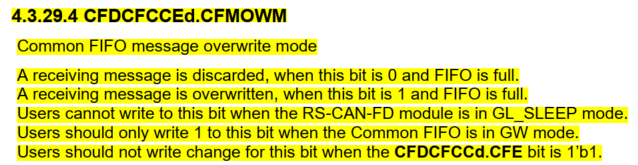 4.3.29.4 CFDCFCCEd.CFMOWM
Common FIFO message overwrite mode
A receiving message is discarded, when this bit is 0 and FIFO is full.
A receiving message is overwritten, when this bit is 1 and FIFO is full.
Users cannot write to this bit when the RS-CAN-FD module is in GL_SLEEP mode.
Users should only write 1 to this bit when the Common FIFO is in GW mode.
Users should not write change for this bit when the CFDCFCCd.CFE bit is 1’b1.